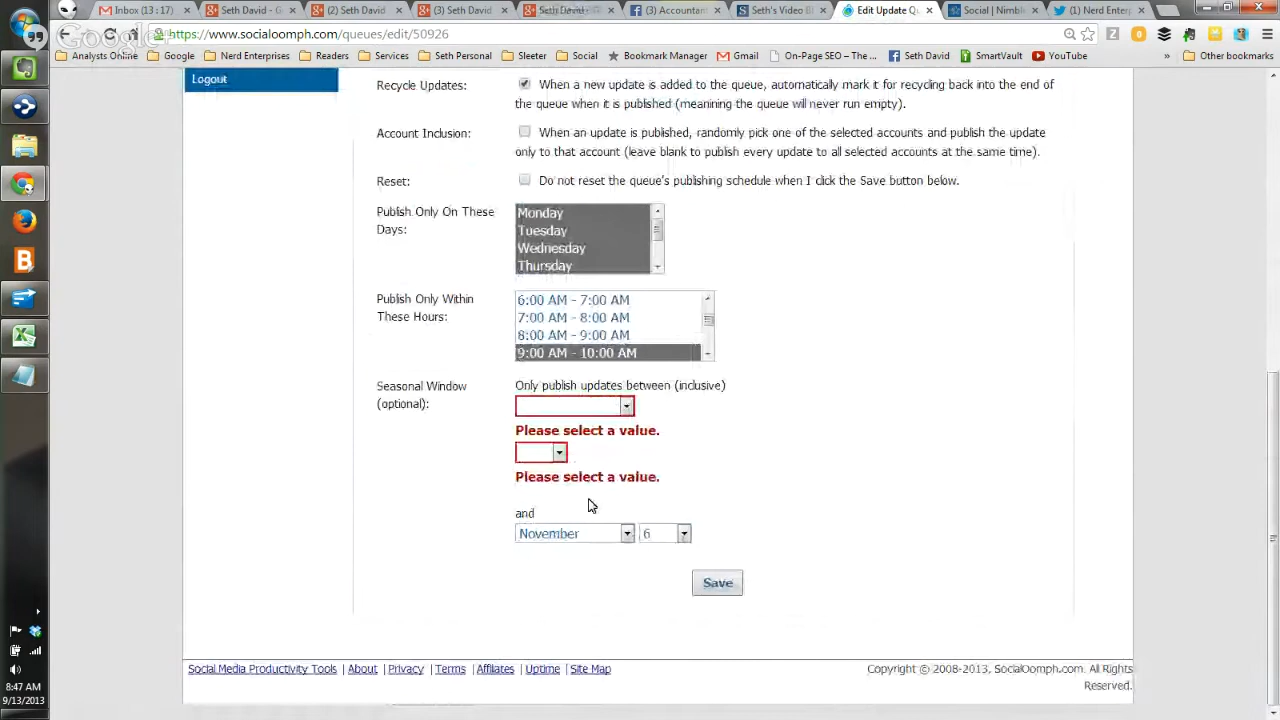 Inbox (13:17)
Seth David - G
(2) Seth David
(3) Seth David
Seth David
(3) Accountan
Seth's Video Bl
Edit Update Qu
Social | Nimbl
(1) Nerd Enter
Google
https://www.socialoomph.com/queues/edit/50926
Analysts Online
Google
Nerd Enterprises
Readers
Services
Seth Personal
Sleeter
Social
Bookmark Manager
Gmail
On-Page SEO – The ...
Seth David
SmartVault
YouTube
»
Other bookmarks
Logout
Recycle Updates:
When a new update is added to the queue, automatically mark it for recycling back into the end
of the queue when it is published (meanining the queue will never run empty).
Account Inclusion:
When an update is published, randomly pick one of the selected accounts and publish the update
only to that account (leave blank to publish every update to all selected accounts at the same time).
Reset:
Do not reset the queue's publishing schedule when I click the Save button below.
Publish Only On These
Days:
Monday
Tuesday
Wednesday
Thursday
Publish Only Within
These Hours:
6:00 AM - 7:00 AM
7:00 AM - 8:00 AM
8:00 AM - 9:00 AM
9:00 AM - 10:00 AM
Seasonal Window
(optional):
Only publish updates between (inclusive)
Please select a value.
Please select a value.
and
November
6
Save
Social Media Productivity Tools | About | Privacy | Terms | Affiliates | Uptime | Site Map
Copyright © 2008-2013, SocialOomph.com. All Rights
Reserved.
8:47 AM
9/13/2013